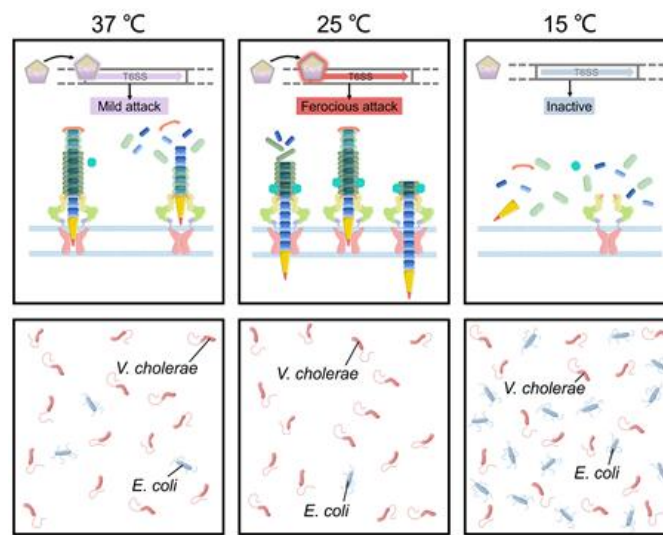 37 ℃
25 ℃
15 ℃
T6SS
Mild attack
T6SS
Ferocious attack
T6SS
Inactive
V. cholerae
E. coli
V. cholerae
E. coli
V. cholerae
E. coli